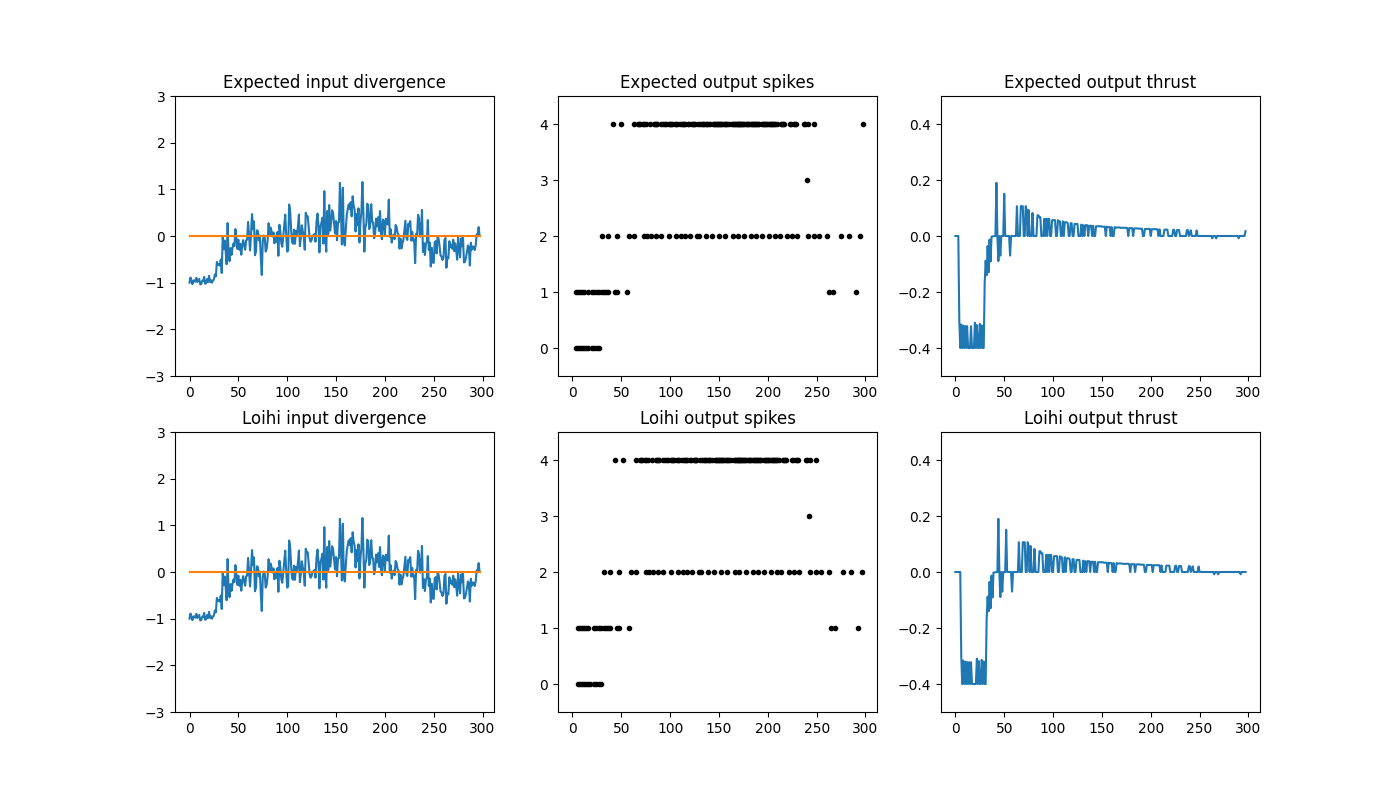 Expected input divergence
3
2
1
0
−1
−2
−3
0 50 100 150 200 250 300
Expected output spikes
4
3
2
1
0
0 50 100 150 200 250 300
Expected output thrust
0.4
0.2
0.0
−0.2
−0.4
0 50 100 150 200 250 300
Loihi input divergence
3
2
1
0
−1
−2
−3
0 50 100 150 200 250 300
Loihi output spikes
4
3
2
1
0
0 50 100 150 200 250 300
Loihi output thrust
0.4
0.2
0.0
−0.2
−0.4
0 50 100 150 200 250 300